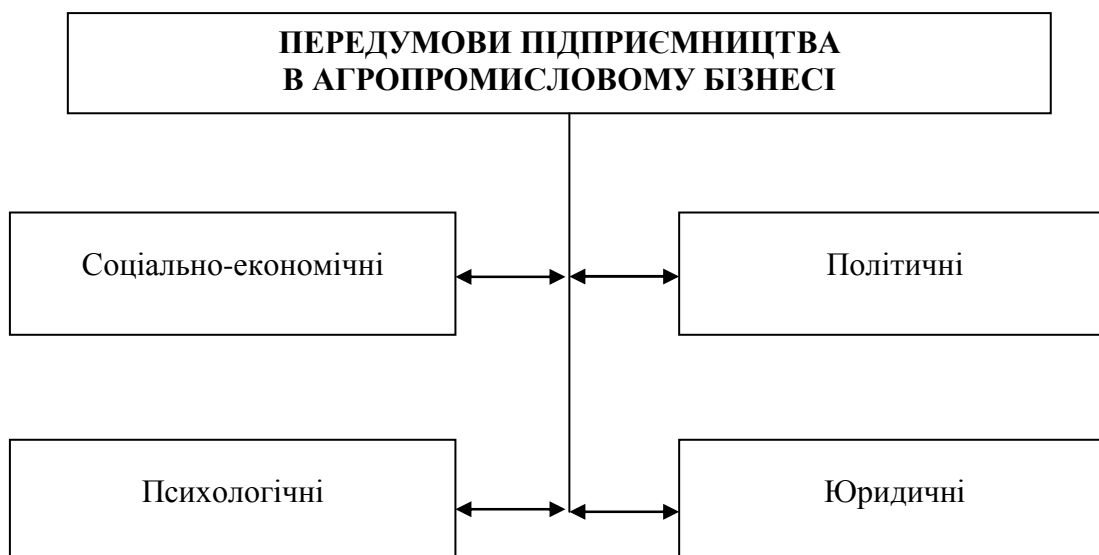 ПЕРЕДУМОВИ ПІДПРИЄМНИЦТВА
В АГРОПРОМИСЛОВОМУ БІЗНЕСІ
Соціально-економічні
Політичні
Психологічні
Юридичні